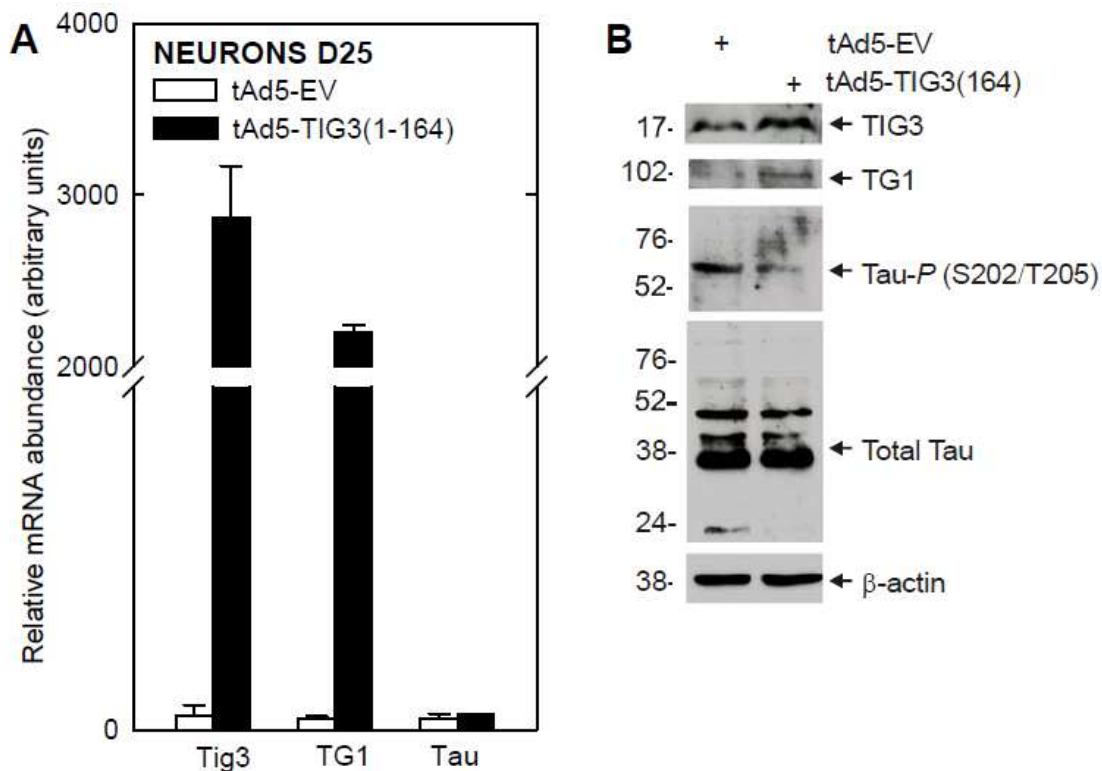 A
NEURONS D25
tAd5-EV
tAd5-TIG3(1-164)
Relative mRNA abundance (arbitrary units)
4000
3000
2000
0
Tig3 TG1 Tau
B
+ tAd5-EV
+ tAd5-TIG3(164)
17- TIG3
102- TG1
76-
Tau-P (S202/T205)
52-
76-
52-
38- Total Tau
24-
38- β-actin